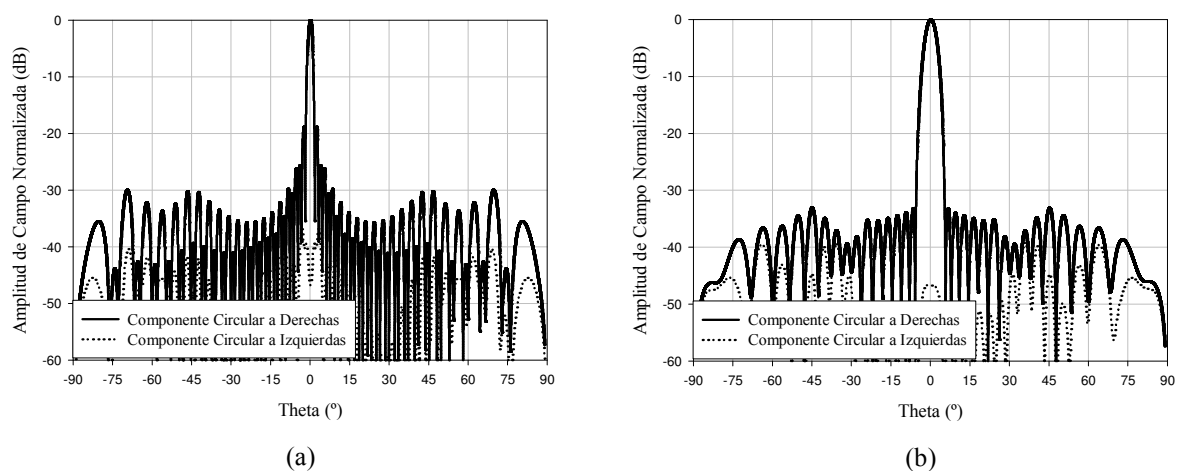 Amplitud de Campo Normalizada (dB)
0
-10
-20
-30
-40
-50
-60
Componente Circular a Derechas
Componente Circular a Izquierdas
-90 -75 -60 -45 -30 -15 0 15 30 45 60 75 90
Theta (º)
(a)
Amplitud de Campo Normalizada (dB)
0
-10
-20
-30
-40
-50
-60
Componente Circular a Derechas
Componente Circular a Izquierdas
-90 -75 -60 -45 -30 -15 0 15 30 45 60 75 90
Theta (º)
(b)